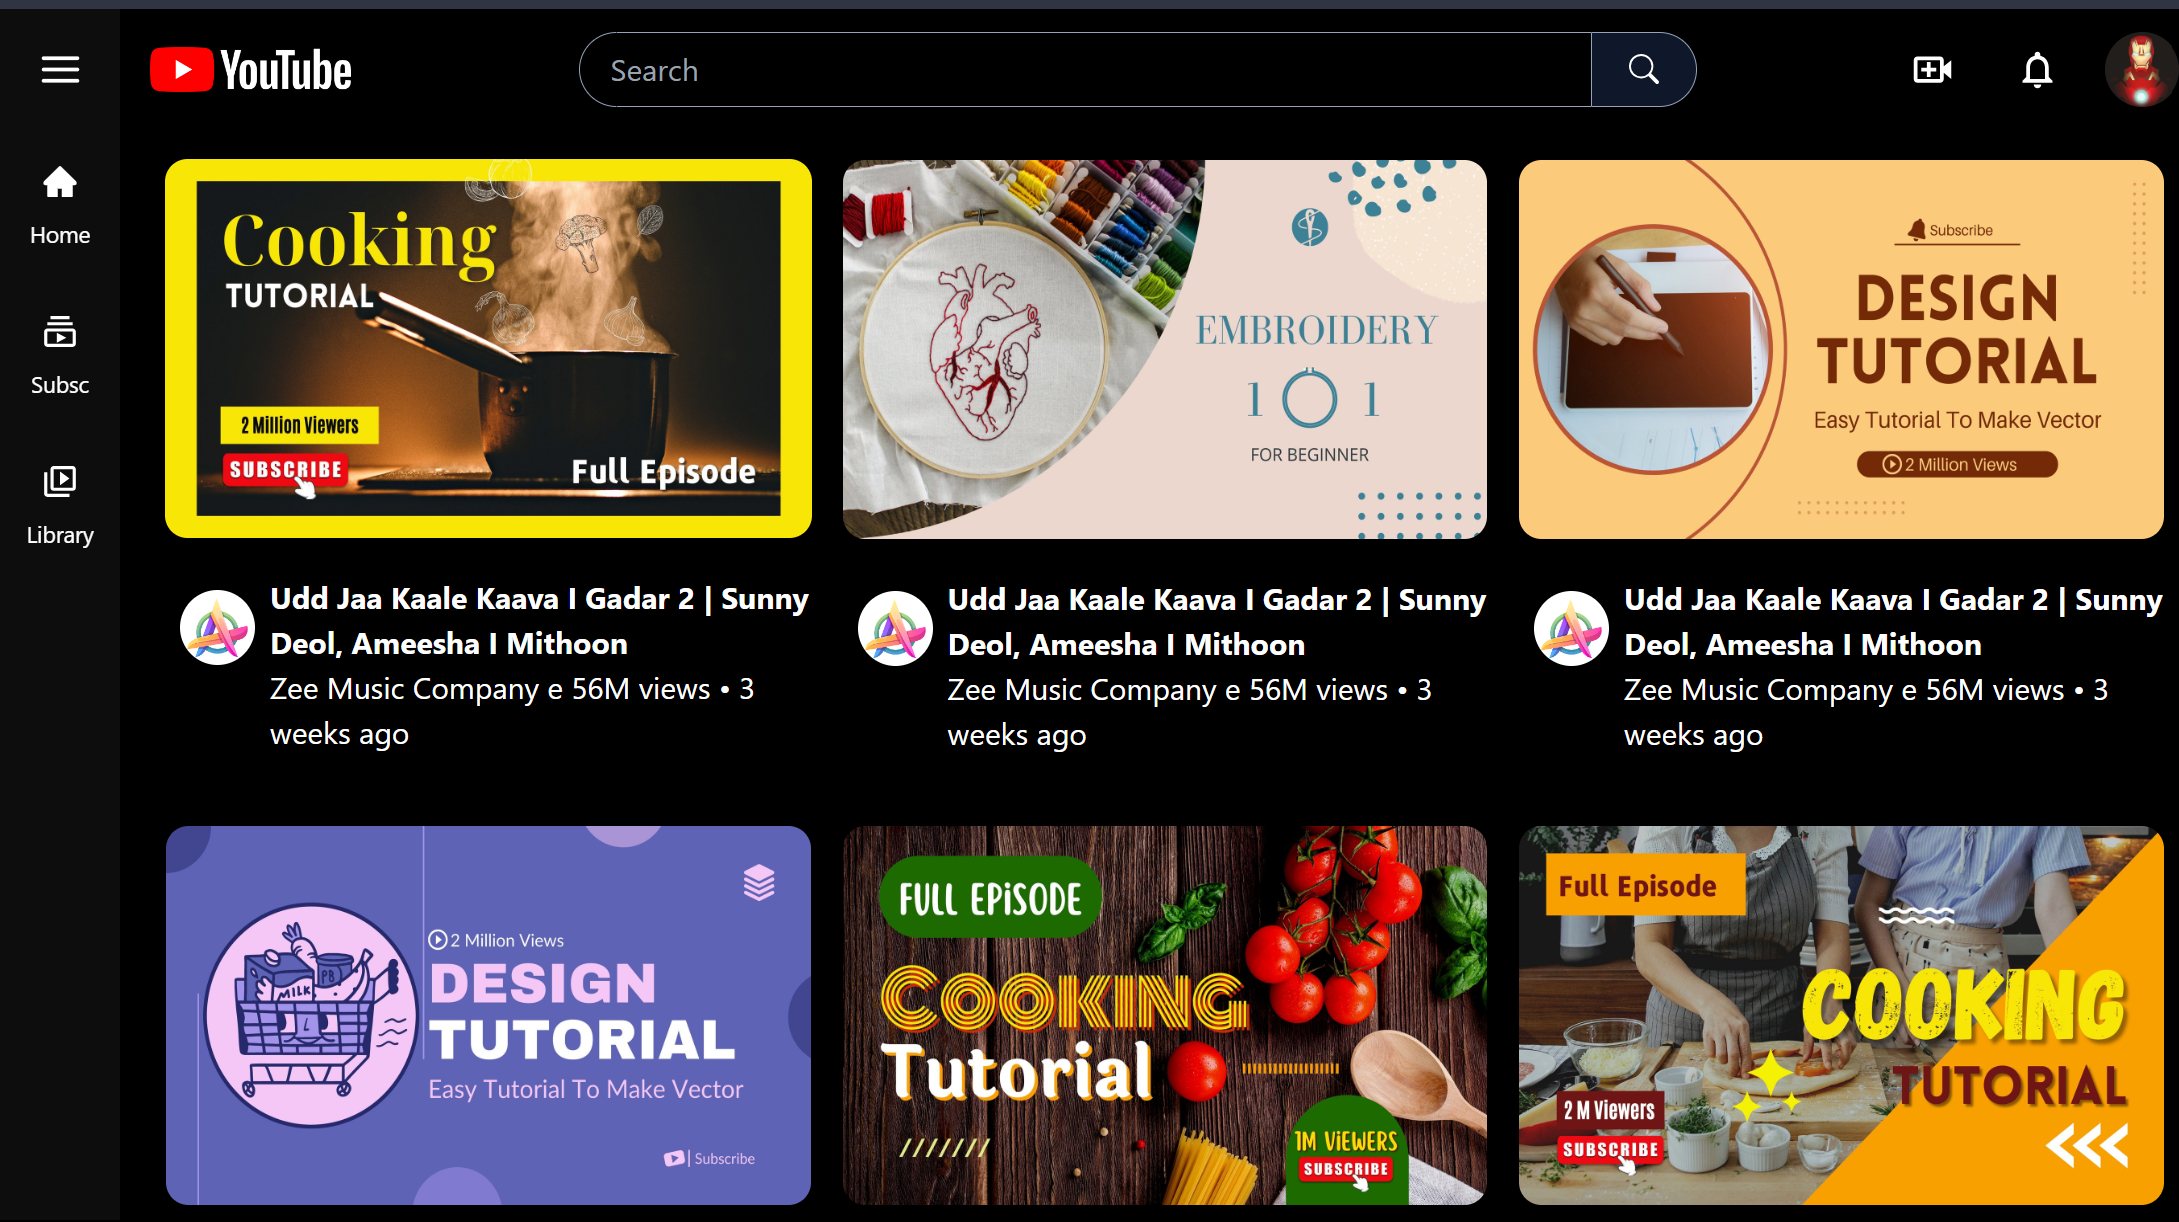 YouTube
Search
Home
Subsc
Library
Cooking
TUTORIAL
2 Million Viewers
SUBSCRIBE
Full Episode
EMBROIDERY
1 1
FOR BEGINNER
Subscribe
DESIGN
TUTORIAL
Easy Tutorial To Make Vector
2 Million Views
Udd Jaa Kaale Kaava I Gadar 2 | Sunny
Deol, Ameesha I Mithoon
Zee Music Company e 56M views • 3
weeks ago
Udd Jaa Kaale Kaava I Gadar 2 | Sunny
Deol, Ameesha I Mithoon
Zee Music Company e 56M views • 3
weeks ago
Udd Jaa Kaale Kaava I Gadar 2 | Sunny
Deol, Ameesha I Mithoon
Zee Music Company e 56M views • 3
weeks ago
PB
MILK
2 Million Views
DESIGN
TUTORIAL
Easy Tutorial To Make Vector
| Subscribe
FULL EPiSODE
COOKING
Tutorial
1M ViEWERS
SUBSCRIBE
Full Episode
COOKING
TUTORIAL
2 M Viewers
SUBSCRIBE